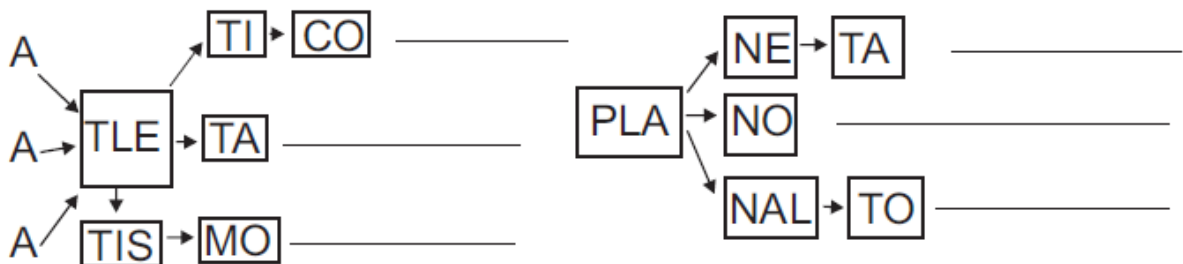 A TI CO
A TLE TA
A TIS MO
PLA NE TA
NO
NAL TO